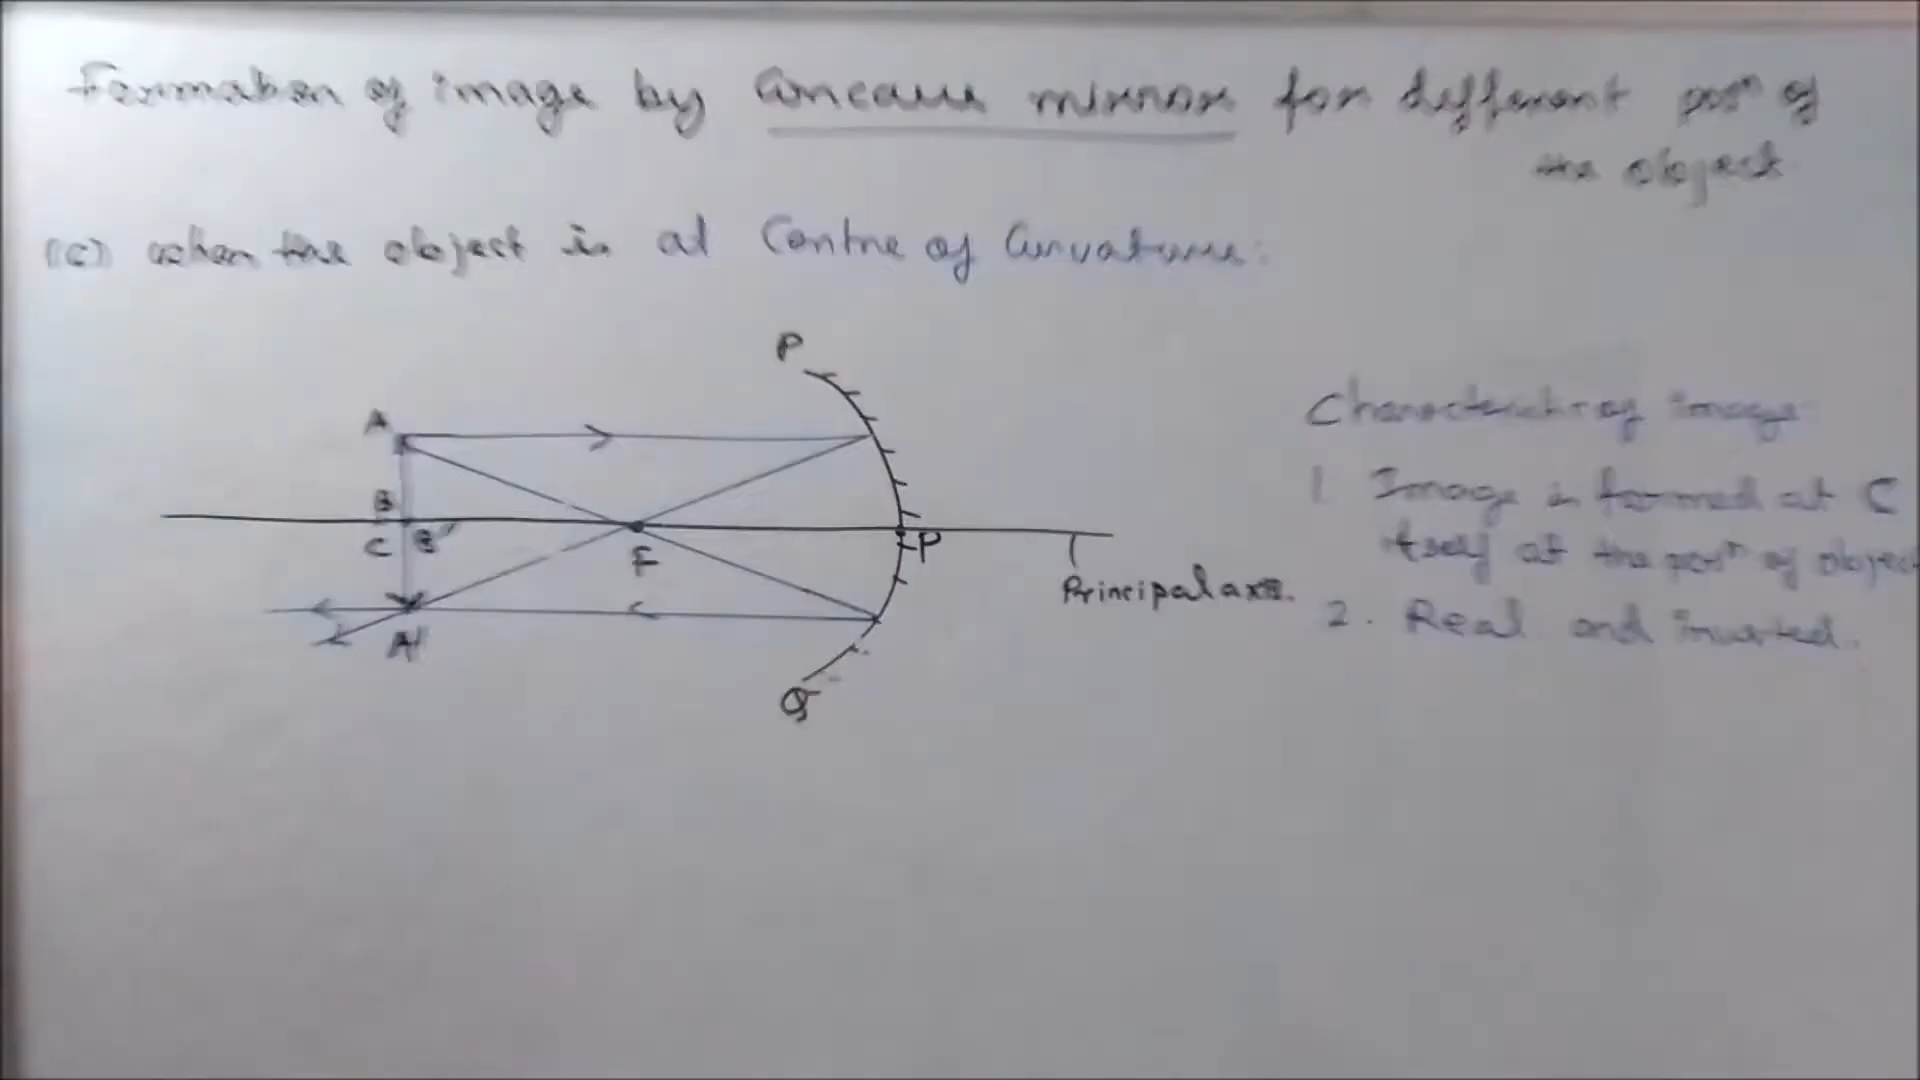 Formation of image by Concave mirror for different posn of
the object
(c) when the object is at Centre of Curvature:
P
A
B
C B'
F
P
Principal axis.
A'
Q
Characteristics of image
1. Image is formed at C
itself at the posn of object
2. Real and inverted.